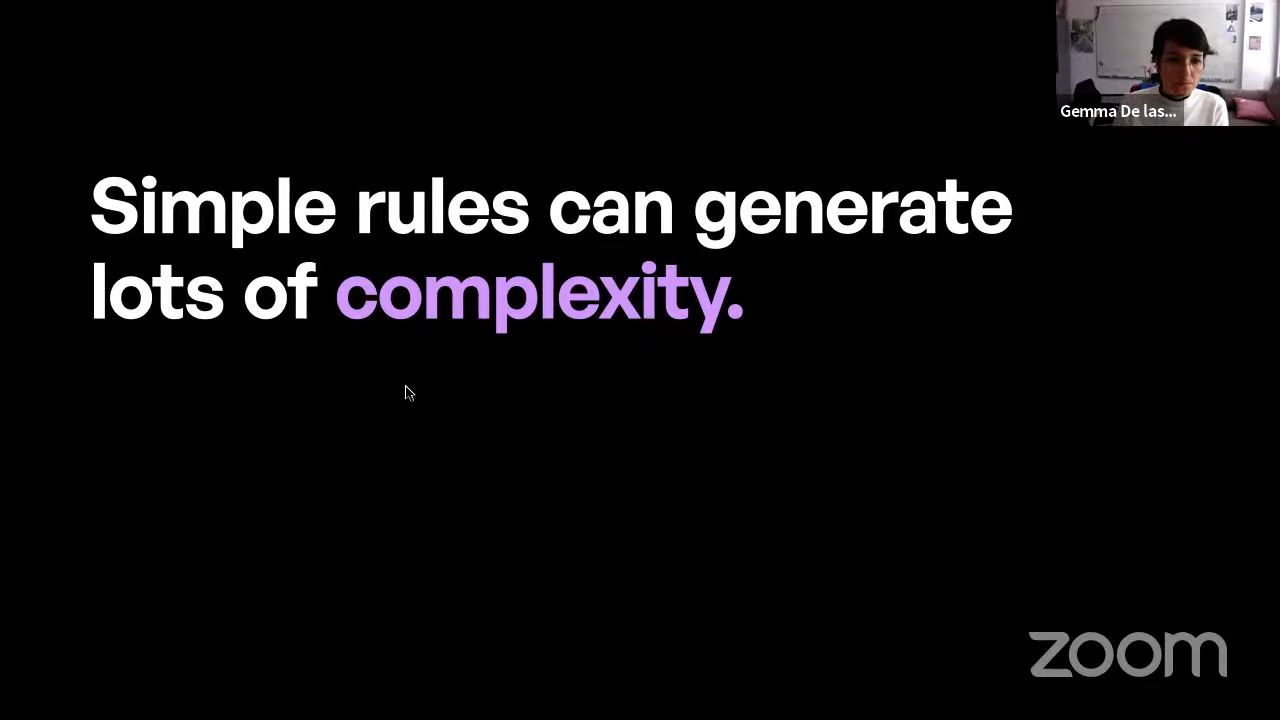 Gemma De las...
Simple rules can generate
lots of complexity.
zoom